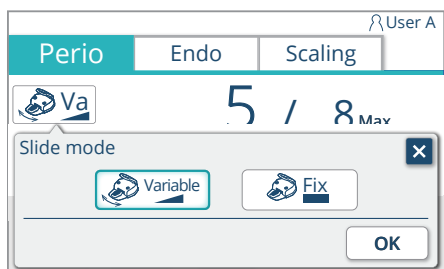 User A
Perio Endo Scaling
Va 5 / 8 Max
Slide mode
Variable Fix
OK